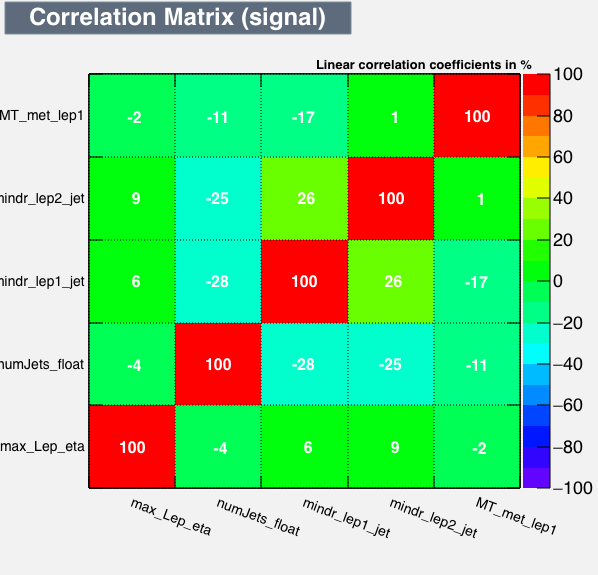 Correlation Matrix (signal)
Linear correlation coefficients in %
MT_met_lep1 -2 -11 -17 1 100
mindr_lep2_jet 9 -25 26 100 1
mindr_lep1_jet 6 -28 100 26 -17
numJets_float -4 100 -28 -25 -11
max_Lep_eta 100 -4 6 9 -2
max_Lep_eta numJets_float mindr_lep1_jet mindr_lep2_jet MT_met_lep1
100
80
60
40
20
0
−20
−40
−60
−80
−100